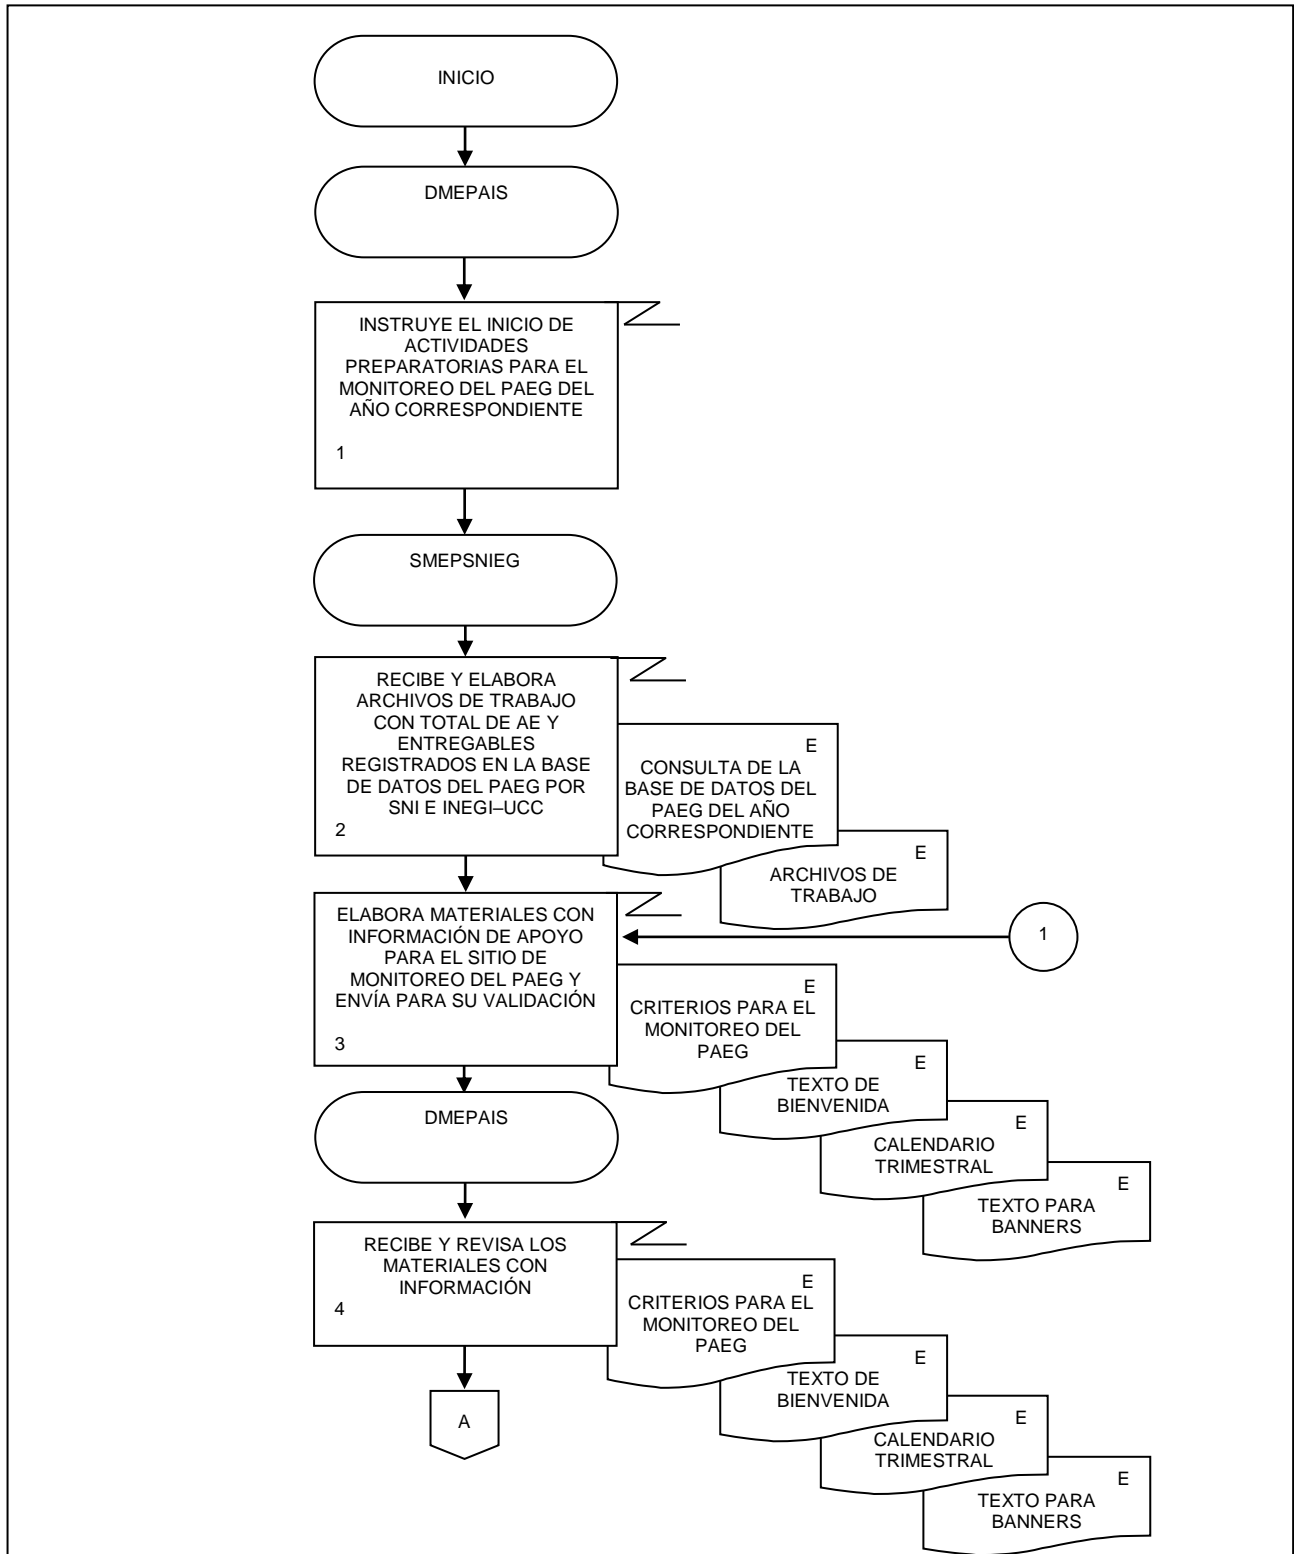 INICIO
DMEPAIS
INSTRUYE EL INICIO DE
ACTIVIDADES
PREPARATORIAS PARA EL
MONITOREO DEL PAEG DEL
AÑO CORRESPONDIENTE
1
SMEPSNIEG
RECIBE Y ELABORA
ARCHIVOS DE TRABAJO
CON TOTAL DE AE Y
ENTREGABLES
REGISTRADOS EN LA BASE
DE DATOS DEL PAEG POR
SNI E INEGI–UCC
2
E
CONSULTA DE LA
BASE DE DATOS DEL
PAEG DEL AÑO
CORRESPONDIENTE
E
ARCHIVOS DE
TRABAJO
ELABORA MATERIALES CON
INFORMACIÓN DE APOYO
PARA EL SITIO DE
MONITOREO DEL PAEG Y
ENVÍA PARA SU VALIDACIÓN
3
1
E
CRITERIOS PARA EL
MONITOREO DEL
PAEG
E
TEXTO DE
BIENVENIDA
E
CALENDARIO
TRIMESTRAL
E
TEXTO PARA
BANNERS
DMEPAIS
RECIBE Y REVISA LOS
MATERIALES CON
INFORMACIÓN
4
E
CRITERIOS PARA EL
MONITOREO DEL
PAEG
E
TEXTO DE
BIENVENIDA
E
CALENDARIO
TRIMESTRAL
E
TEXTO PARA
BANNERS
A